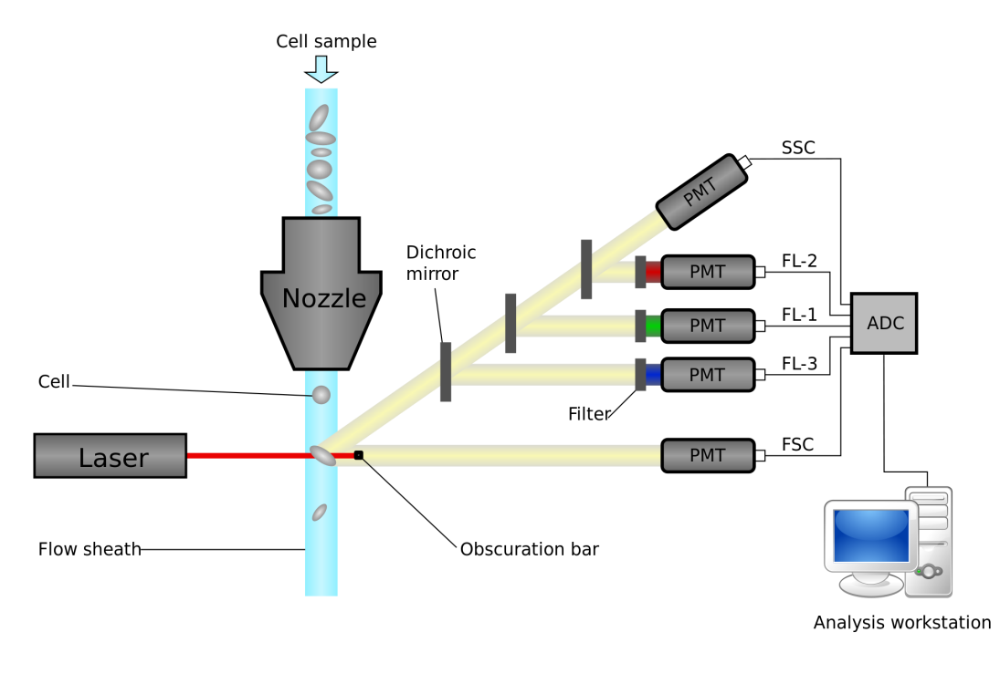 Cell sample
SSC
PMT
Dichroic
mirror
FL-2
PMT
Nozzle
FL-1
PMT
ADC
FL-3
PMT
Cell
Filter
Laser
FSC
PMT
Flow sheath
Obscuration bar
Analysis workstation